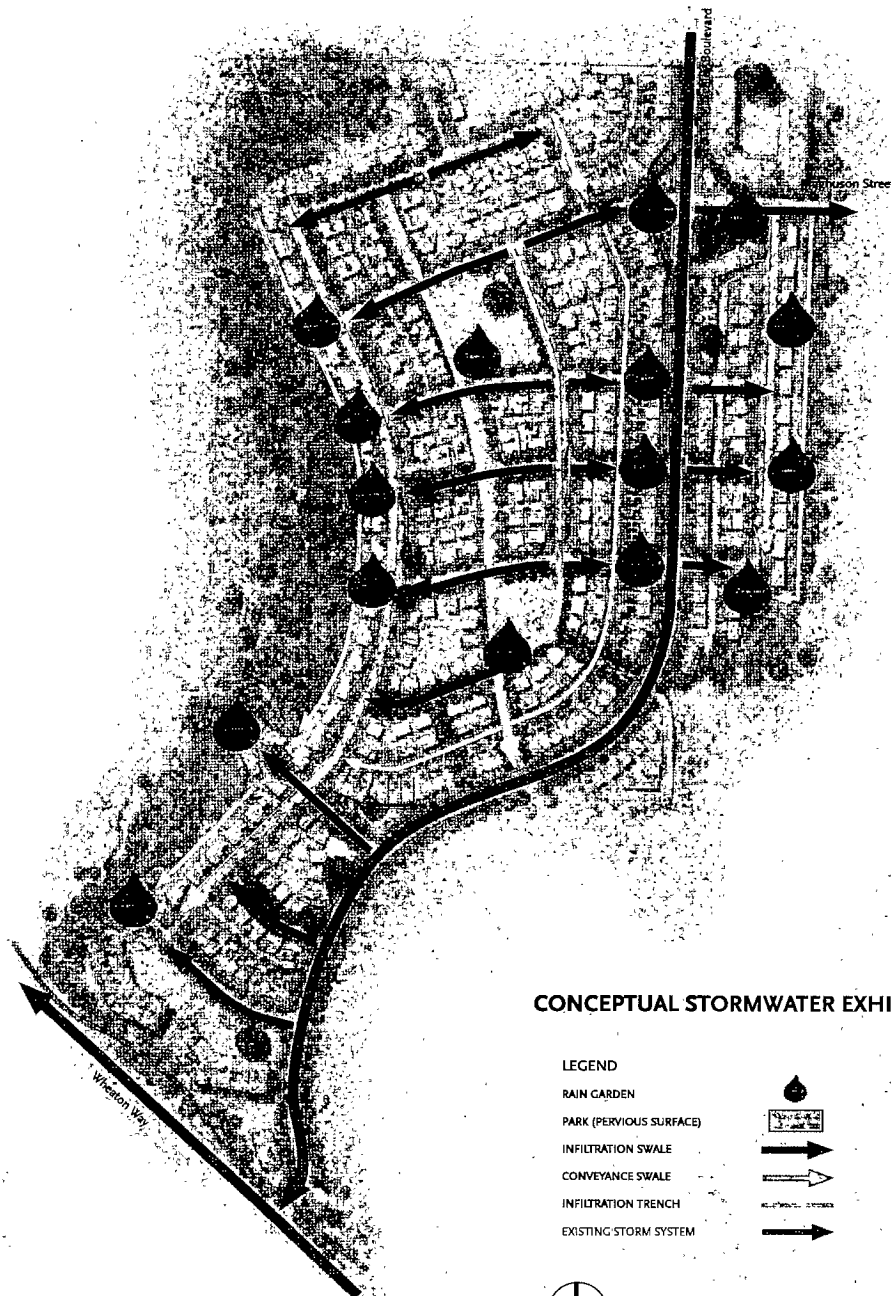 Boulevard
Wheaton Way
CONCEPTUAL STORMWATER EXHI
LEGEND
RAIN GARDEN
PARK (PERVIOUS SURFACE)
INFILTRATION SWALE
CONVEYANCE SWALE
INFILTRATION TRENCH
EXISTING STORM SYSTEM